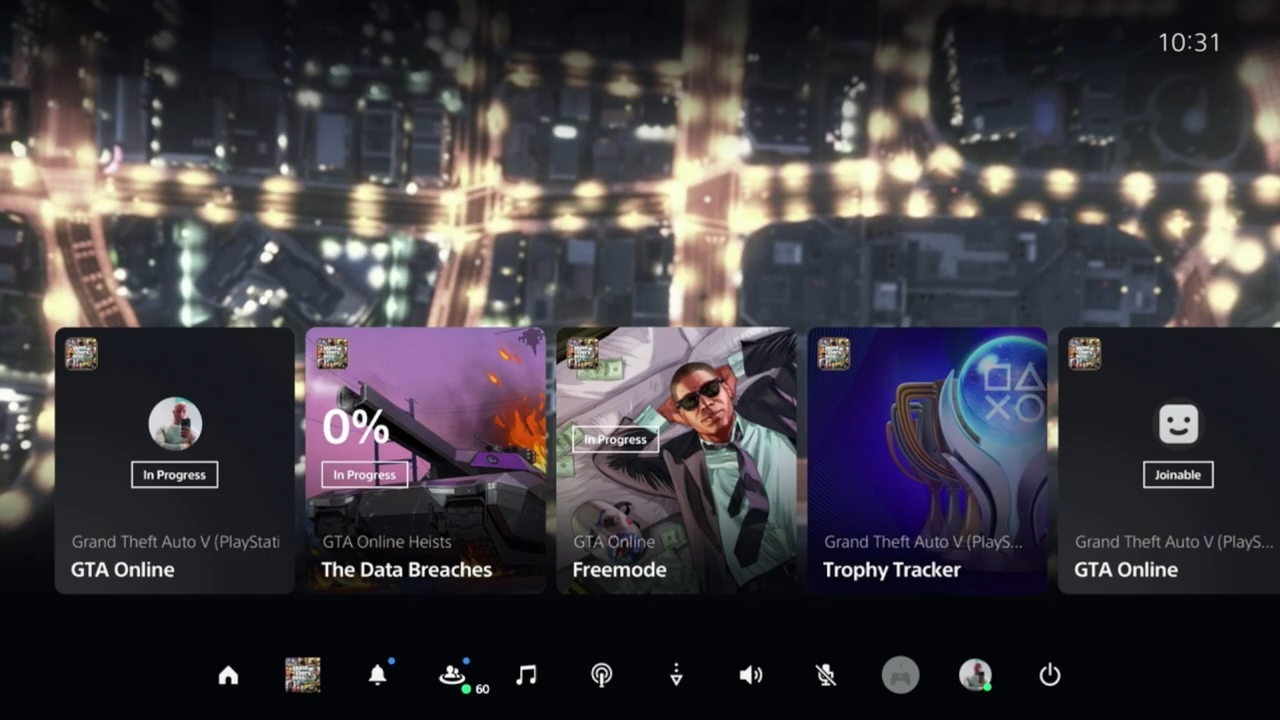 10:31
In Progress
Grand Theft Auto V (PlayStati
GTA Online
0%
In Progress
GTA Online Heists
The Data Breaches
In Progress
GTA Online
Freemode
Grand Theft Auto V (PlayS...
Trophy Tracker
Joinable
Grand Theft Auto V (PlayS...
GTA Online
60